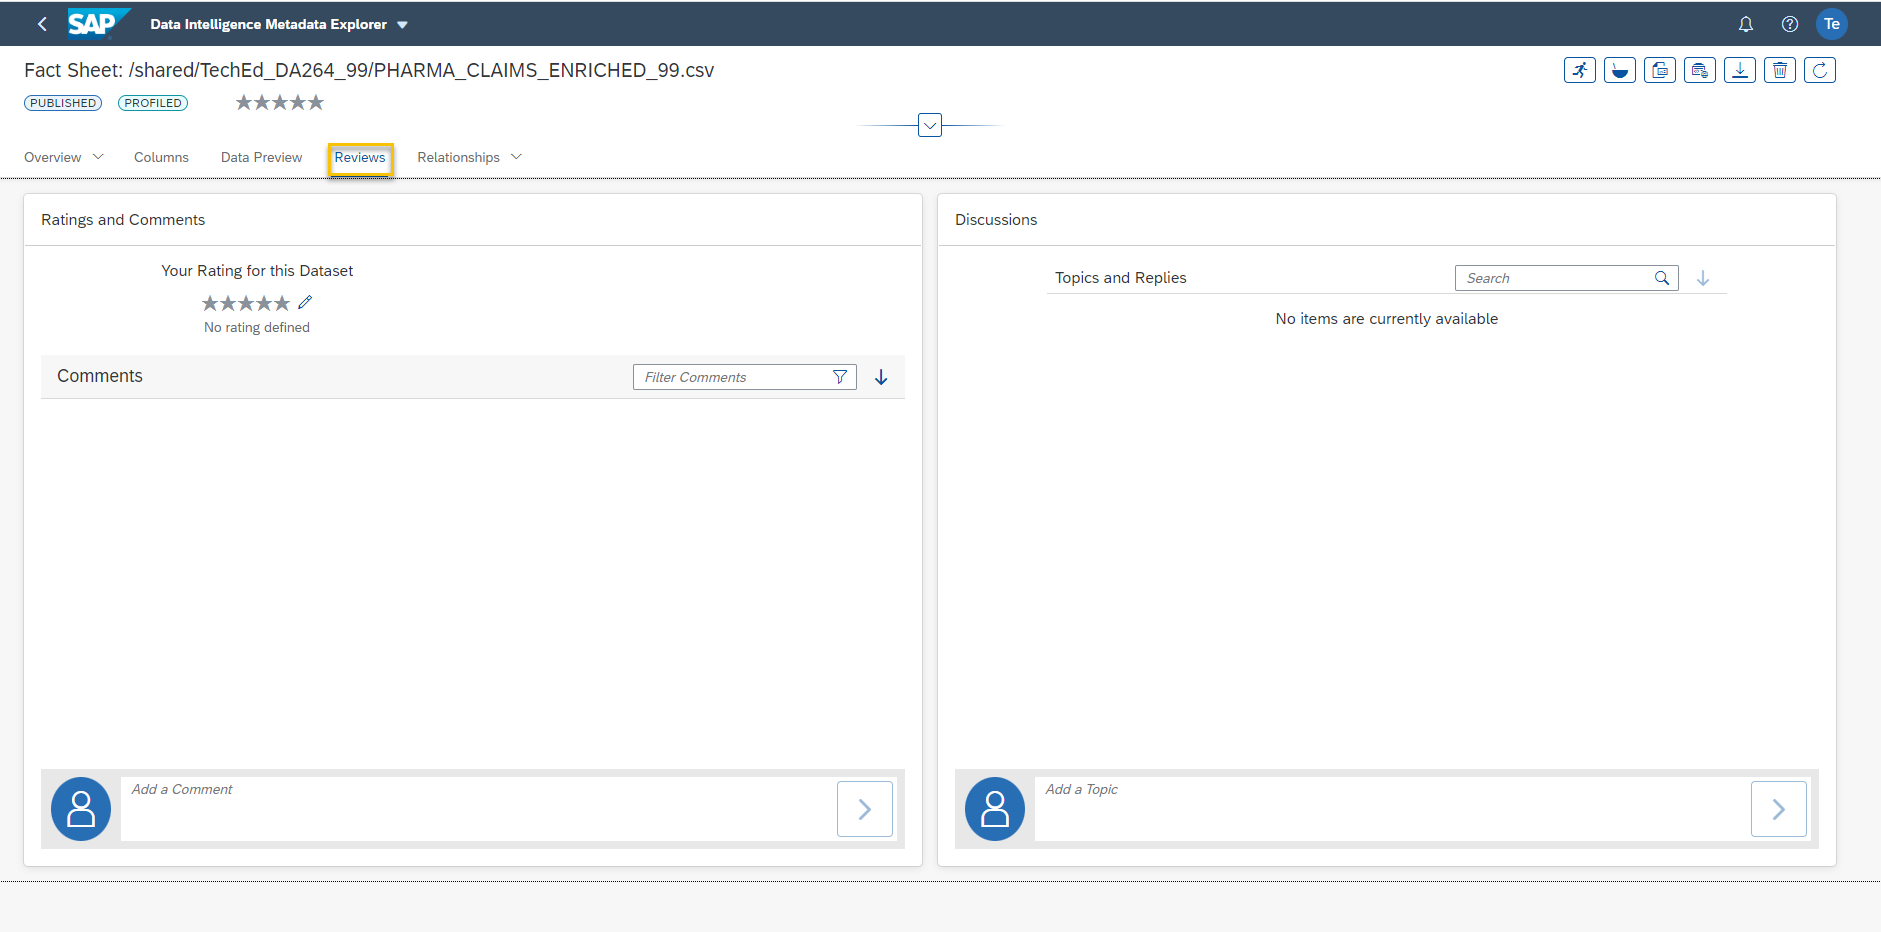 SAP Data Intelligence Metadata Explorer Te
Fact Sheet: /shared/TechEd_DA264_99/PHARMA_CLAIMS_ENRICHED_99.csv
PUBLISHED PROFILED
Overview Columns Data Preview Reviews Relationships
Ratings and Comments
Your Rating for this Dataset
No rating defined
Comments Filter Comments
Add a Comment
Discussions
Topics and Replies Search
No items are currently available
Add a Topic